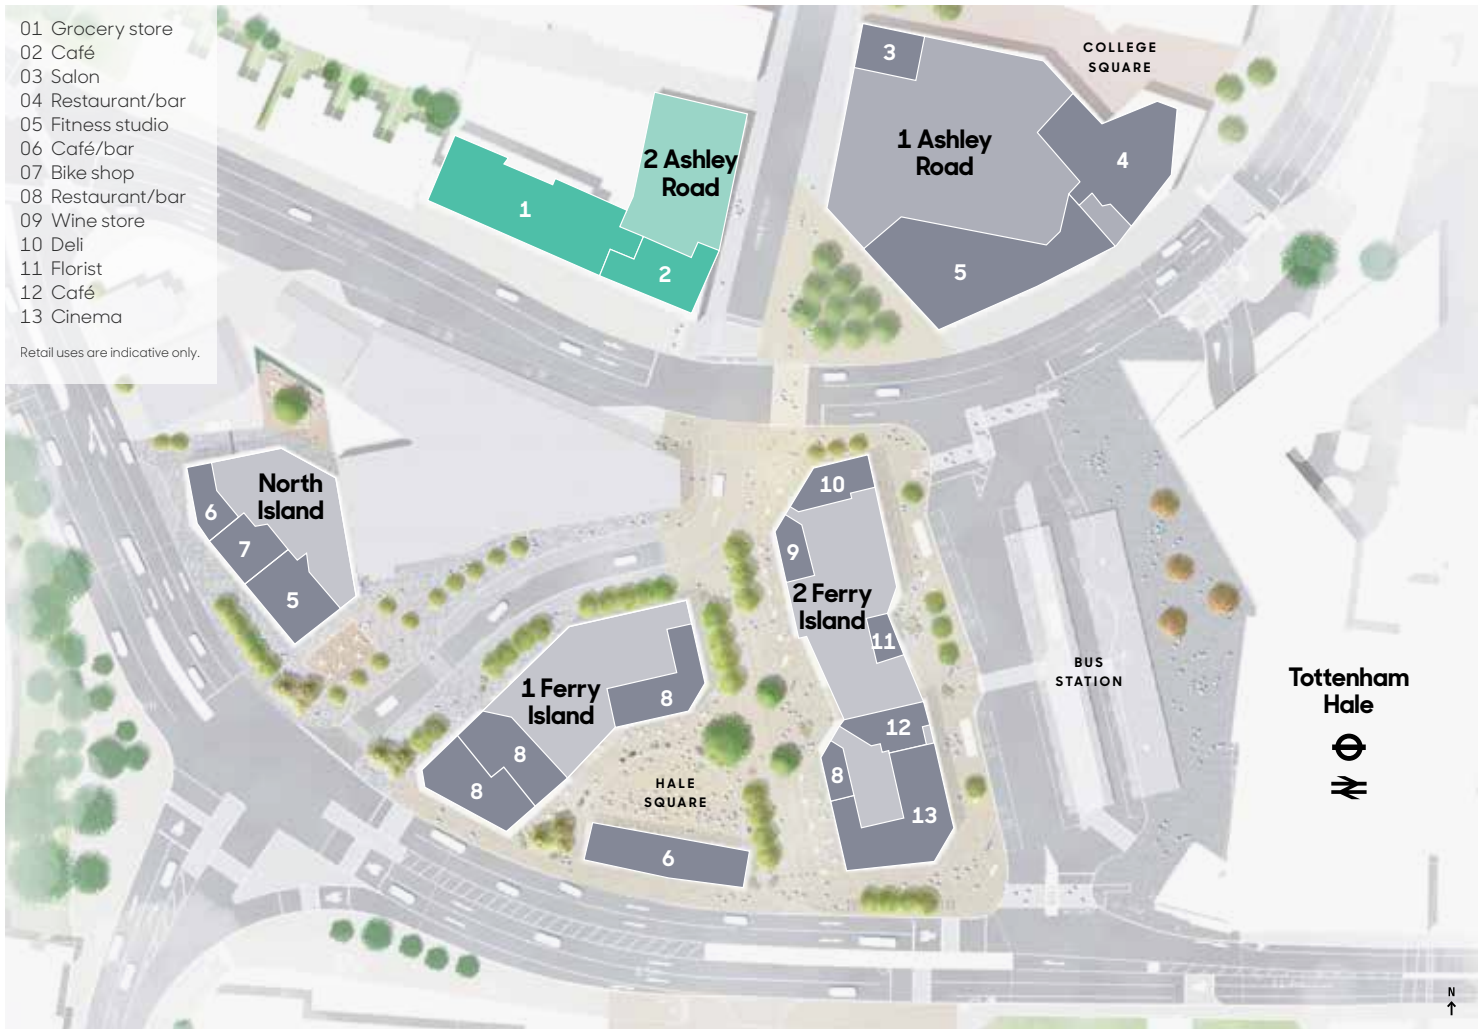 01 Grocery store
02 Café
03 Salon
04 Restaurant/bar
05 Fitness studio
06 Café/bar
07 Bike shop
08 Restaurant/bar
09 Wine store
10 Deli
11 Florist
12 Café
13 Cinema
Retail uses are indicative only.
3
COLLEGE
SQUARE
1 Ashley
Road
4
5
2 Ashley
Road
1
2
North
Island
6
7
5
10
9
2 Ferry
Island
11
12
8
13
1 Ferry
Island
8
8
8
HALE
SQUARE
6
BUS
STATION
Tottenham
Hale
N